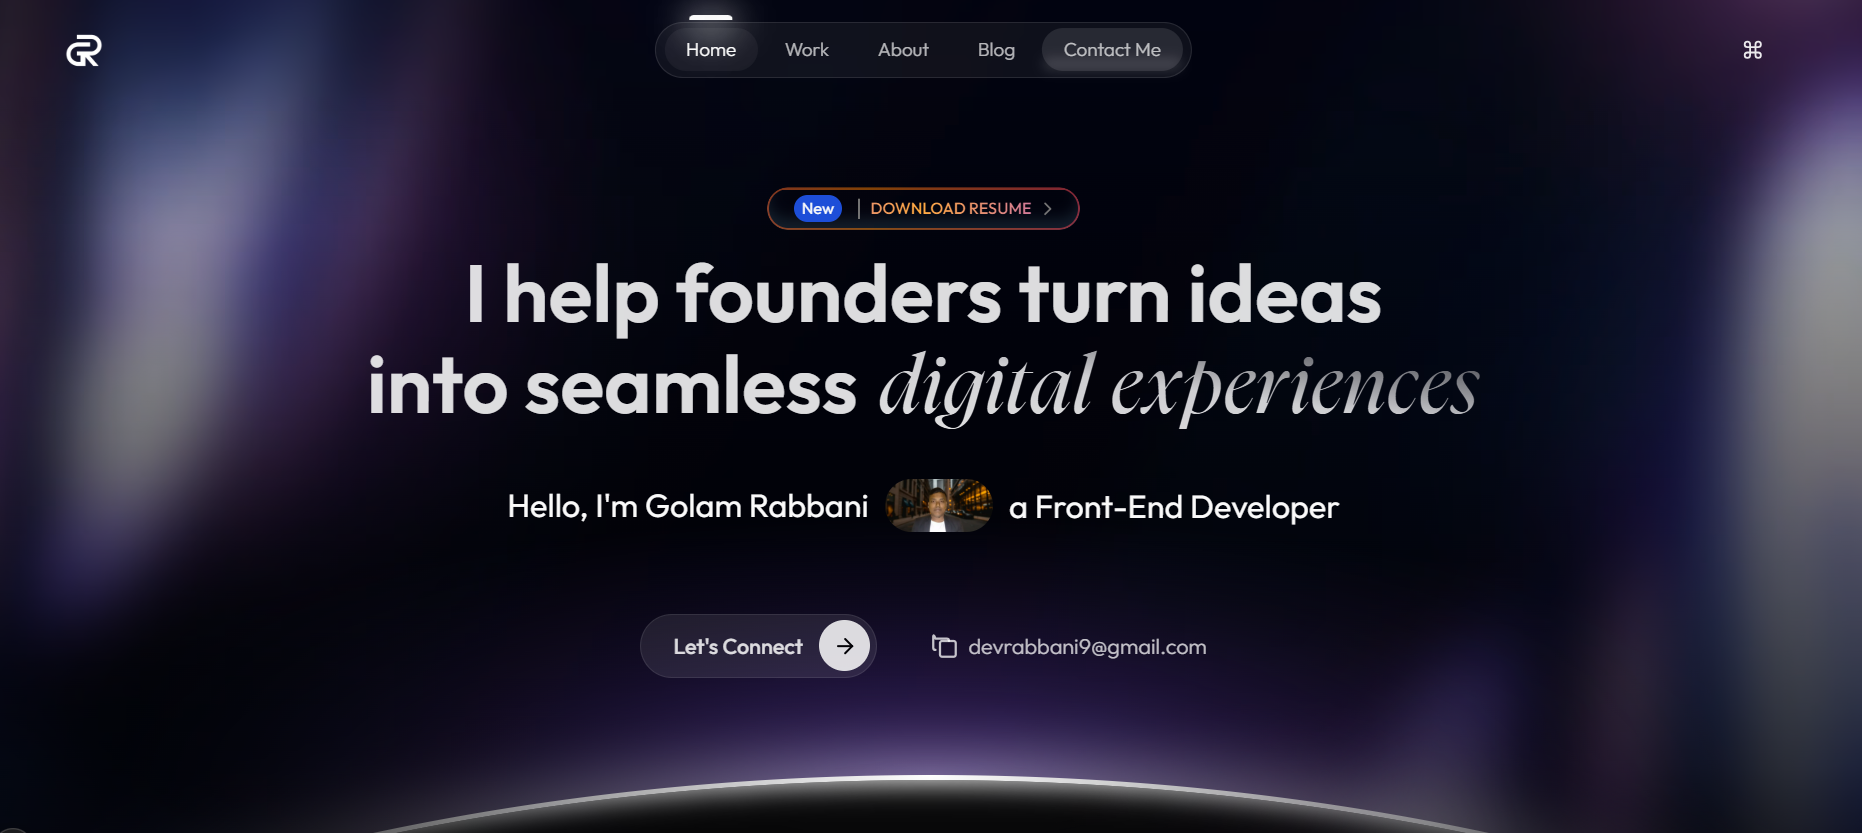 GR
Home Work About Blog Contact Me
⌘
New | DOWNLOAD RESUME >
I help founders turn ideas
into seamless digital experiences
Hello, I'm Golam Rabbani a Front-End Developer
Let's Connect → devrabbani9@gmail.com